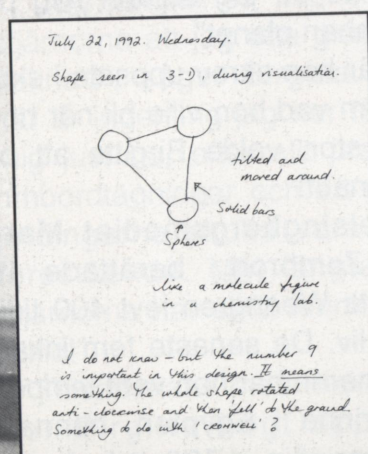 July 22, 1992. Wednesday.
Shape seen in 3-D during visualisation.
tilted and
moved around.
Solid bars
Spheres
like a molecule figure
in a chemistry lab.
I do not know - but the number 9
is important in this design. It means
something. The whole shape rotated
anti-clockwise and then 'fell' to the ground.
Something to do with 'CROMWELL'?